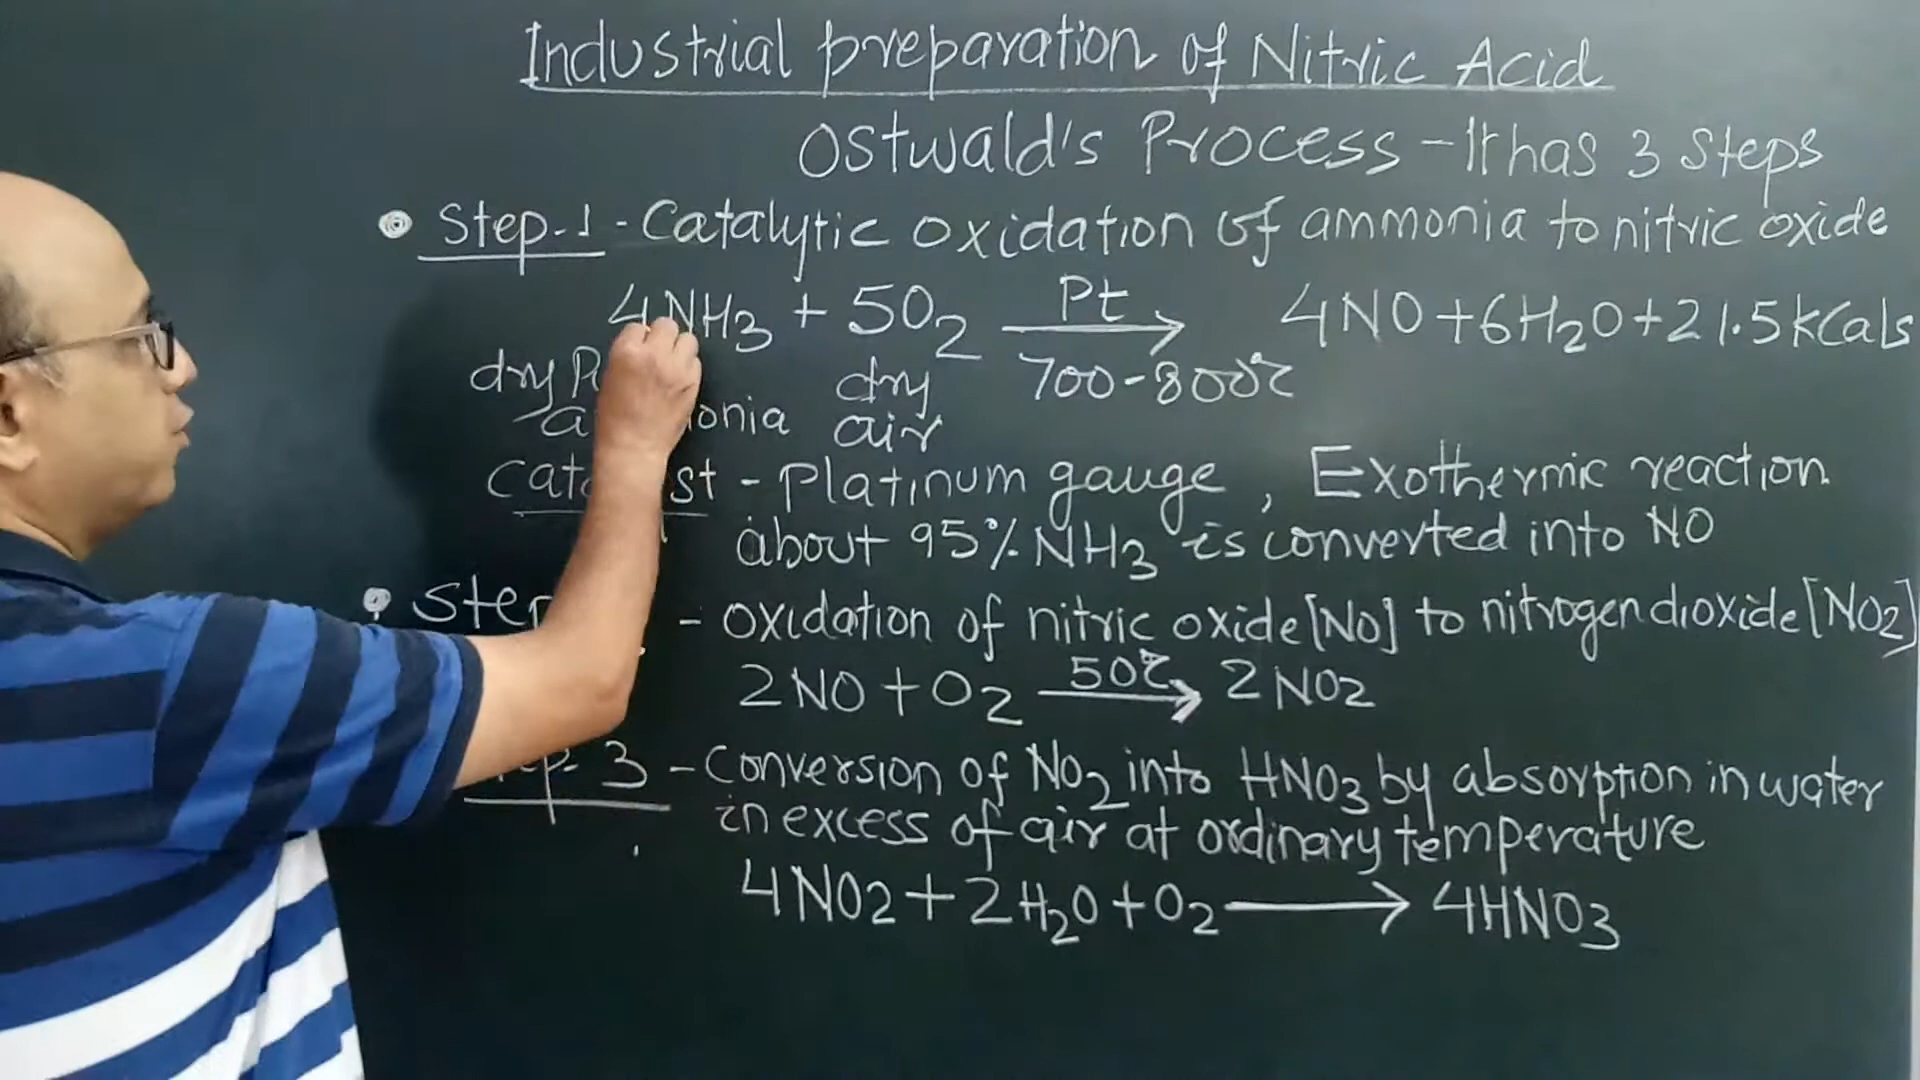 Industrial preparation of Nitric Acid
Ostwald's Process - It has 3 Steps
Step-1 - Catalytic oxidation of ammonia to nitric oxide
4NH3 + 5O2 Pt 4NO + 6H2O + 21.5 kCals
dry dry 700-800°C
air
- Platinum gauge , Exothermic reaction
about 95% NH3 is converted into NO
- oxidation of nitric oxide [NO] to nitrogen dioxide [NO2]
2NO + O2 50°C → 2NO2
3 - Conversion of NO2 into HNO3 by absorption in water
in excess of air at ordinary temperature
4NO2 + 2H2O + O2 → 4HNO3